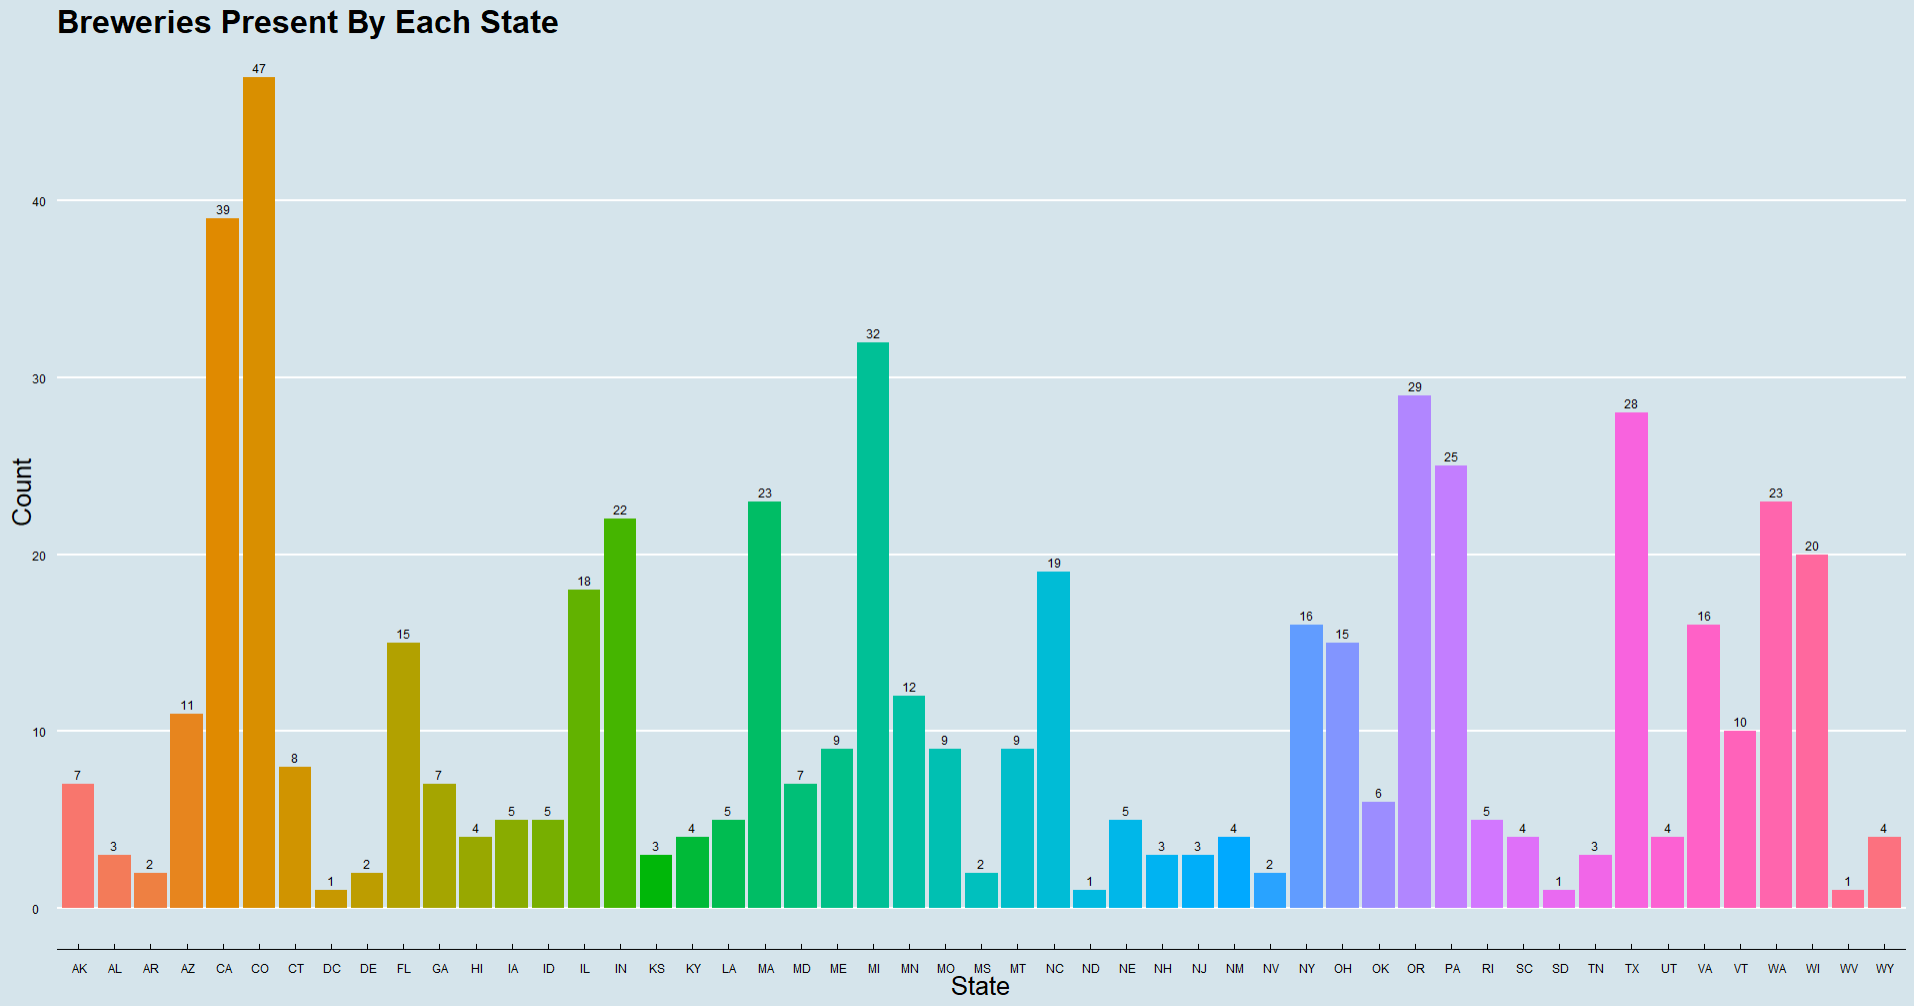 Breweries Present By Each State
Count
40
30
20
10
0
7 3 2 11 39 47 8 1 2 15 7 4 5 5 18 22 3 4 5 23 7 9 32 12 9 2 9 19 1 5 3 3 4 2 16 15 6 29 25 5 4 1 3 28 4 16 10 23 20 1 4
AK AL AR AZ CA CO CT DC DE FL GA HI IA ID IL IN KS KY LA MA MD ME MI MN MO MS MT NC ND NE NH NJ NM NV NY OH OK OR PA RI SC SD TN TX UT VA VT WA WI WV WY
State